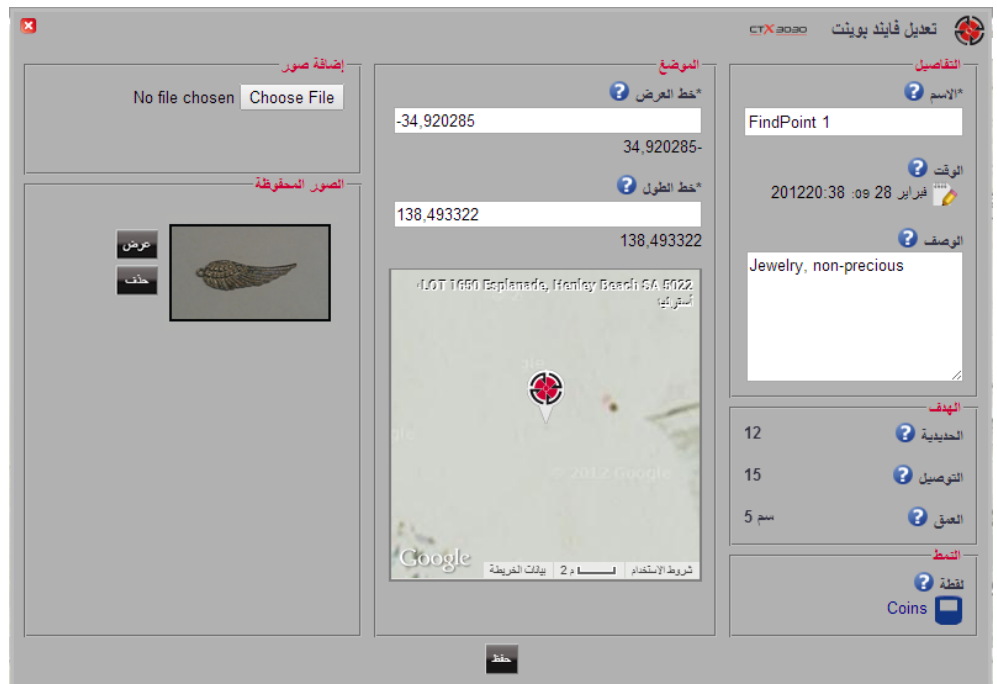 تعديل فايند بوينت CTX 3030
التفاصيل
*الاسم
FindPoint 1
الوقت
فبراير 28 09: 201220:38
الوصف
Jewelry, non-precious
الهدف
الحديدية 12
التوصيل 15
العمق 5 سم
النمط
لقطة
Coins
الموضع
*خط العرض
-34,920285
34,920285-
*خط الطول
138,493322
138,493322
LOT 1650 Esplanade, Henley Beach SA 5022،
أستراليا
© 2012 Google
Google
بيانات الخريطة 2 م شروط الاستخدام
إضافة صور
Choose File No file chosen
الصور المحفوظة
عرض
حذف
حفظ